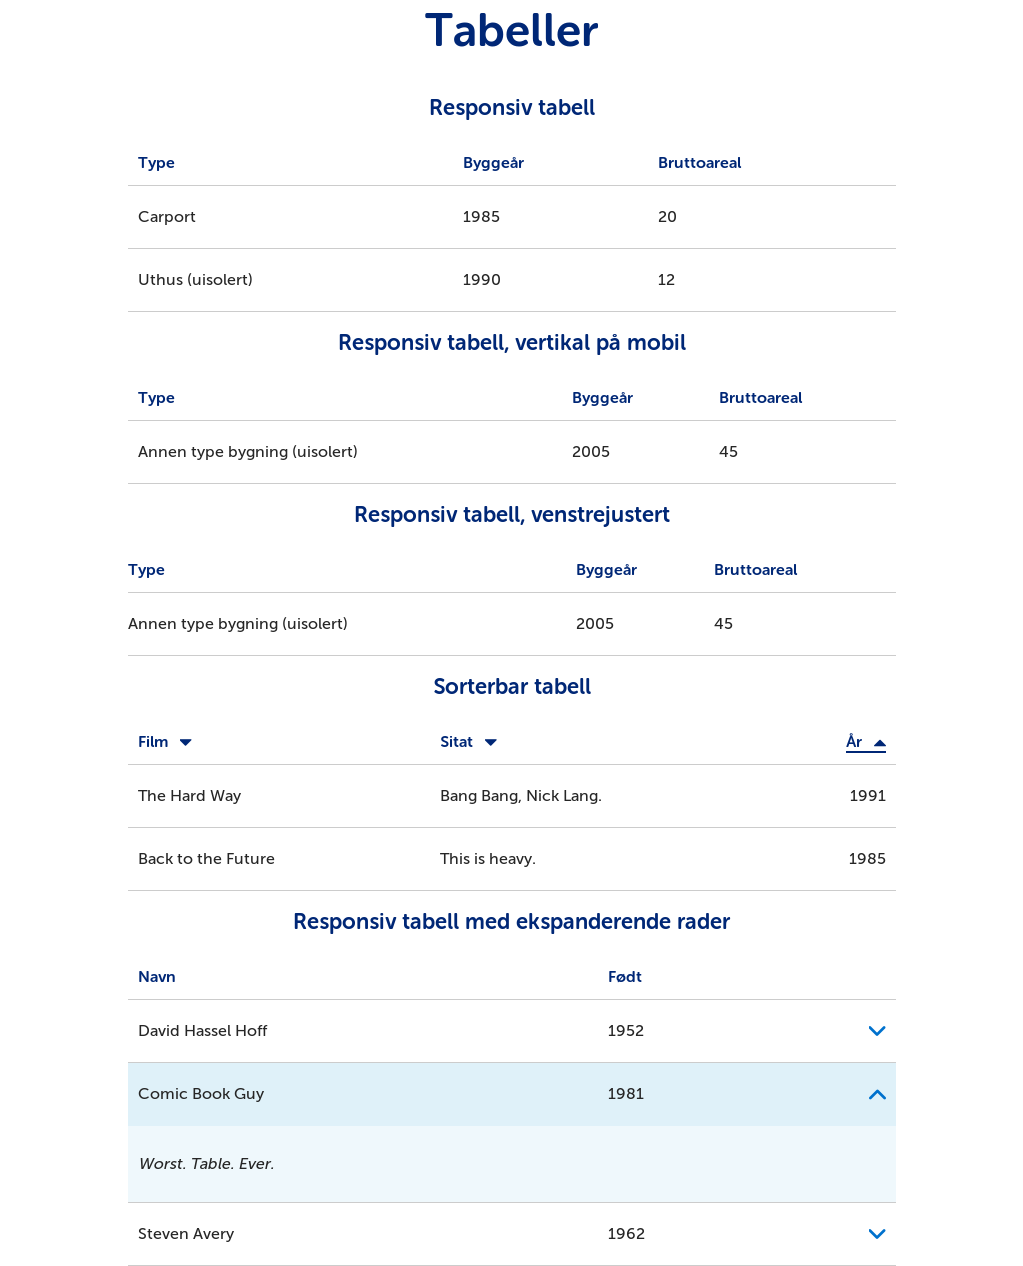 Tabeller
Responsiv tabell
Type Byggeår Bruttoareal
Carport 1985 20
Uthus (uisolert) 1990 12
Responsiv tabell, vertikal på mobil
Type Byggeår Bruttoareal
Annen type bygning (uisolert) 2005 45
Responsiv tabell, venstrejustert
Type Byggeår Bruttoareal
Annen type bygning (uisolert) 2005 45
Sorterbar tabell
Film Sitat År
The Hard Way Bang Bang, Nick Lang. 1991
Back to the Future This is heavy. 1985
Responsiv tabell med ekspanderende rader
Navn Født
David Hassel Hoff 1952
Comic Book Guy 1981
Worst. Table. Ever.
Steven Avery 1962